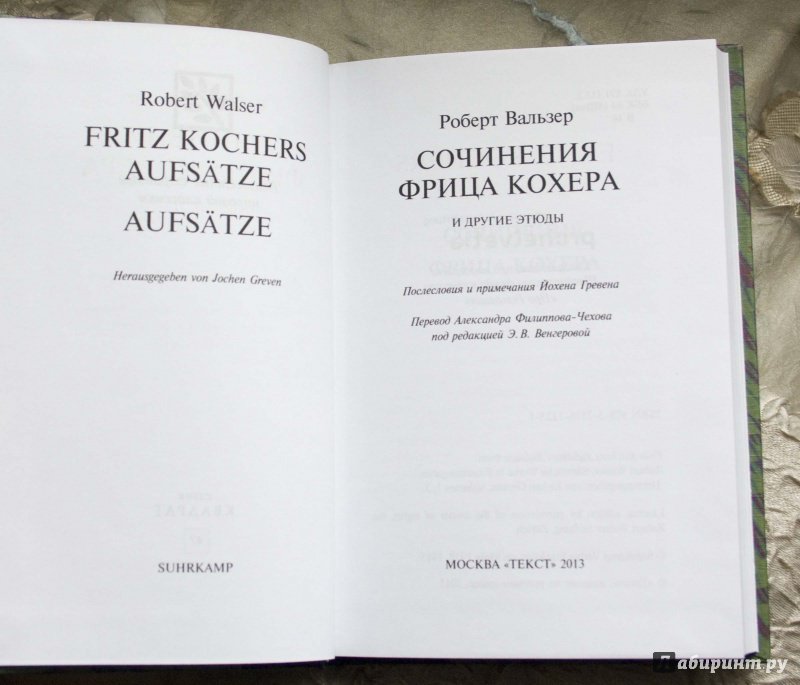 Robert Walser
FRITZ KOCHERS
AUFSÄTZE
AUFSÄTZE
Herausgegeben von Jochen Greven
SUHRKAMP
Роберт Вальзер
СОЧИНЕНИЯ
ФРИЦА КОХЕРА
И ДРУГИЕ ЭТЮДЫ
Послесловия и примечания Йохена Гревена
Перевод Александра Филиппова-Чехова
под редакцией Э. В. Венгеровой
МОСКВА «ТЕКСТ» 2013
Лабиринт.ру